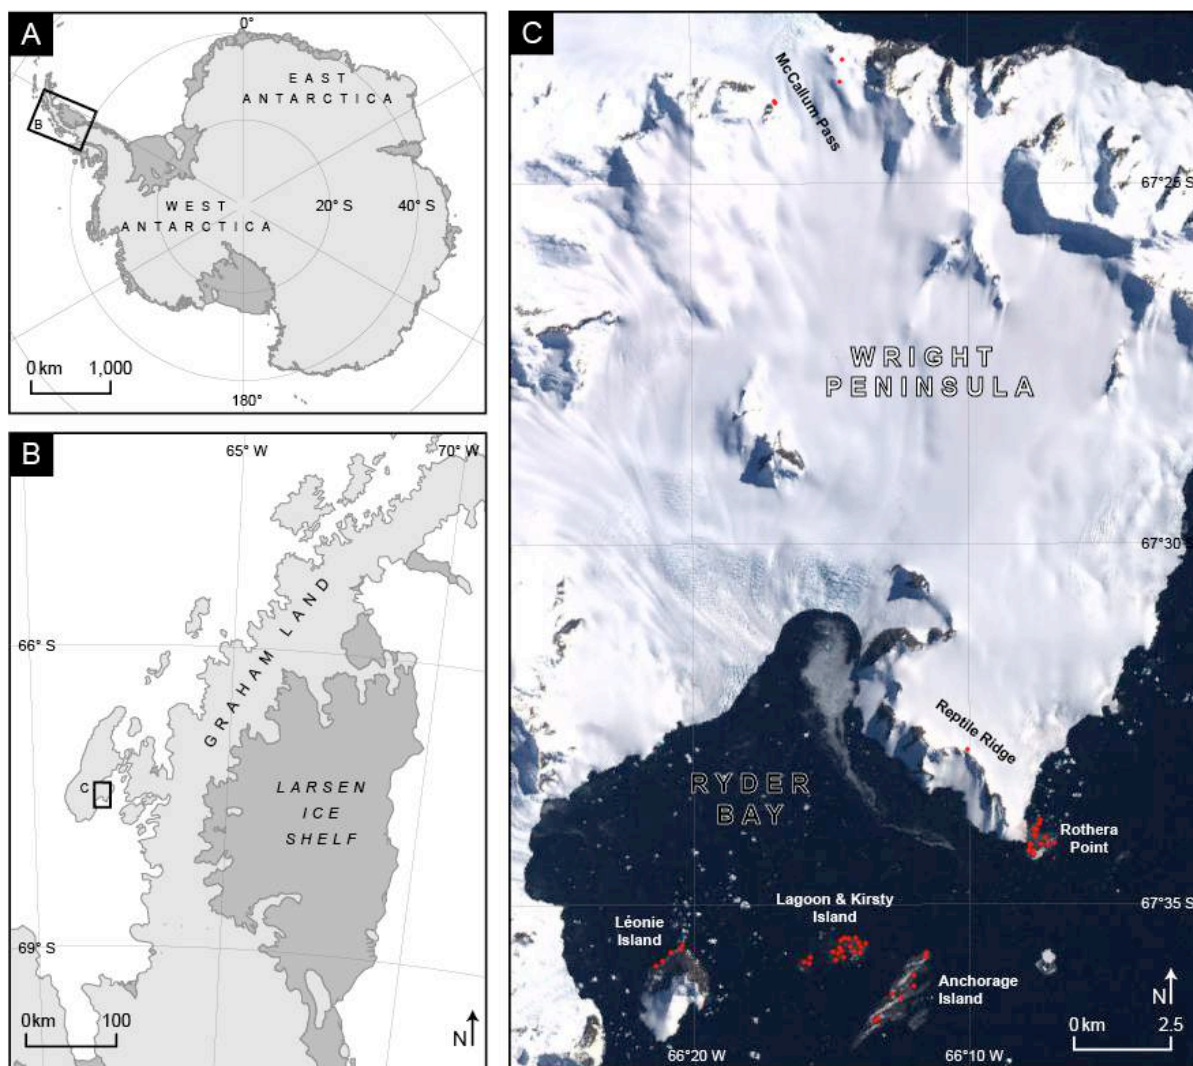 A
0°
EAST
ANTARCTICA
B
WEST
ANTARCTICA
20° S
40° S
0 km 1,000
180°
B
65° W
70° W
GRAHAM LAND
66° S
C
LARSEN
ICE
SHELF
69° S
0 km 100
N
C
McCallum Pass
67°25 S
WRIGHT
PENINSULA
67°30 S
Reptile Ridge
RYDER
BAY
Rothera
Point
67°35 S
Lagoon & Kirsty
Island
Léonie
Island
Anchorage
Island
N
0 km 2.5
66°20 W
66°10 W